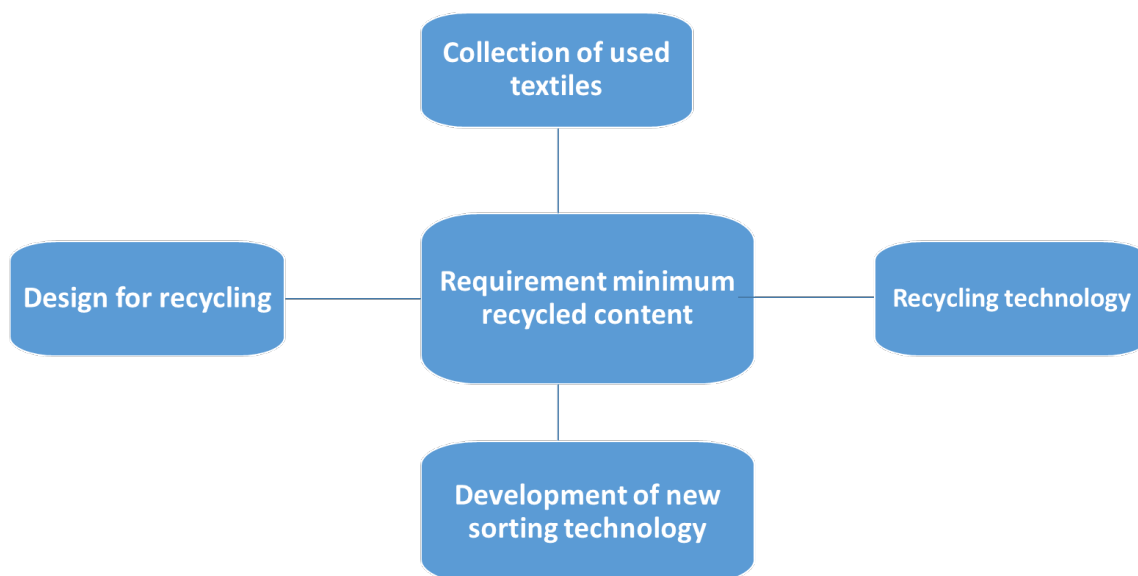 Collection of used
textiles
Design for recycling
Requirement minimum
recycled content
Recycling technology
Development of new
sorting technology